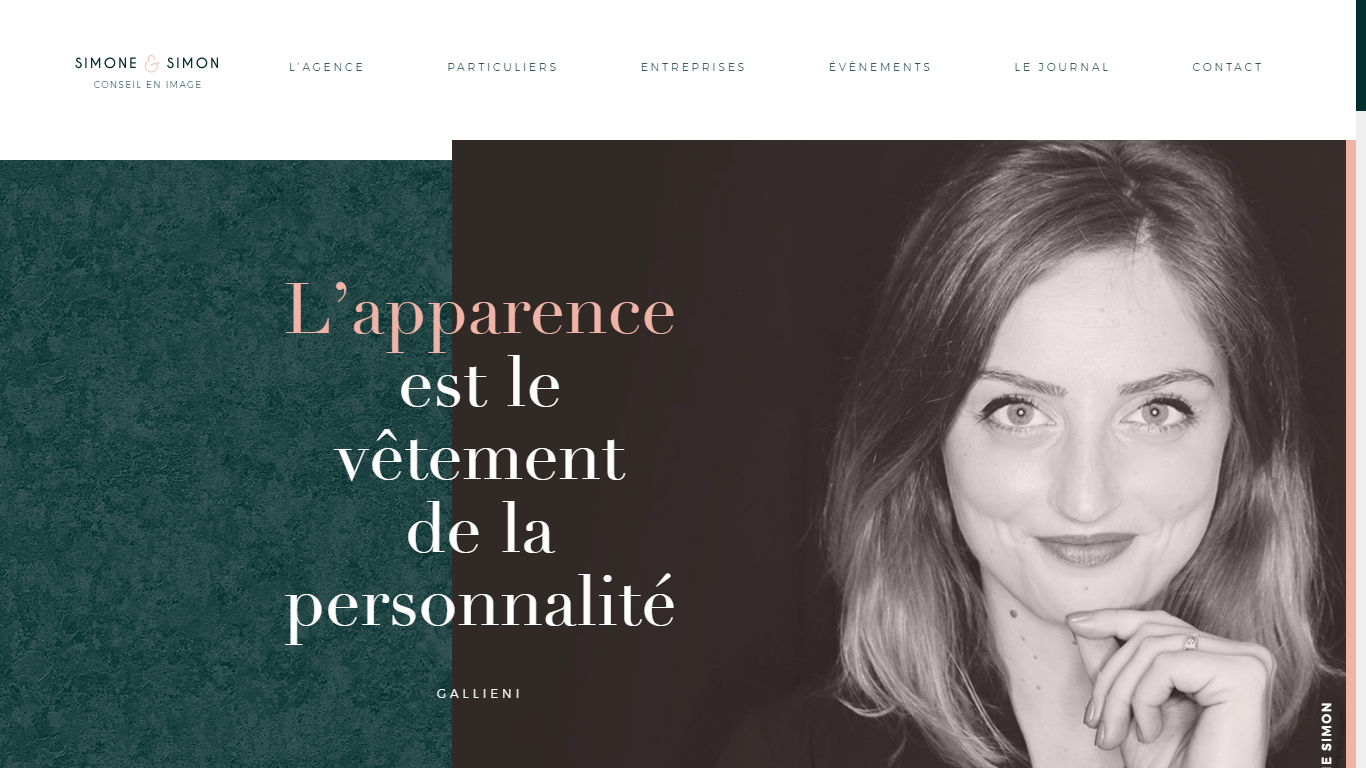 SIMONE & SIMON
CONSEIL EN IMAGE
L'AGENCE
PARTICULIERS
ENTREPRISES
ÉVÈNEMENTS
LE JOURNAL
CONTACT
L’apparence
est le
vêtement
de la
personnalité
GALLIENI
SIMON